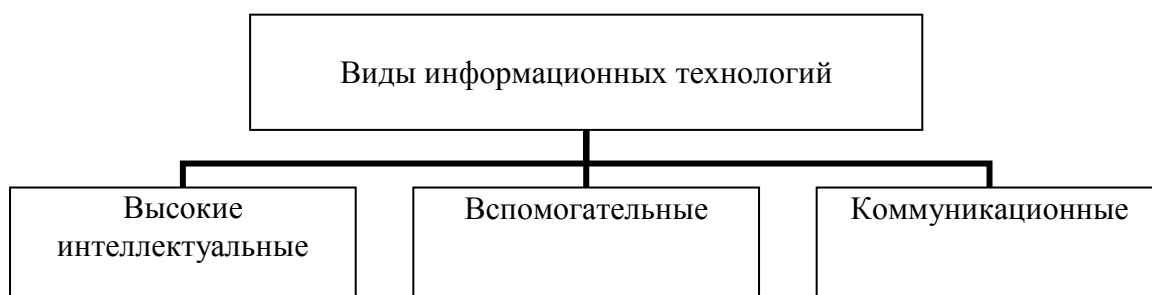 Виды информационных технологий
Высокие
интеллектуальные
Вспомогательные
Коммуникационные